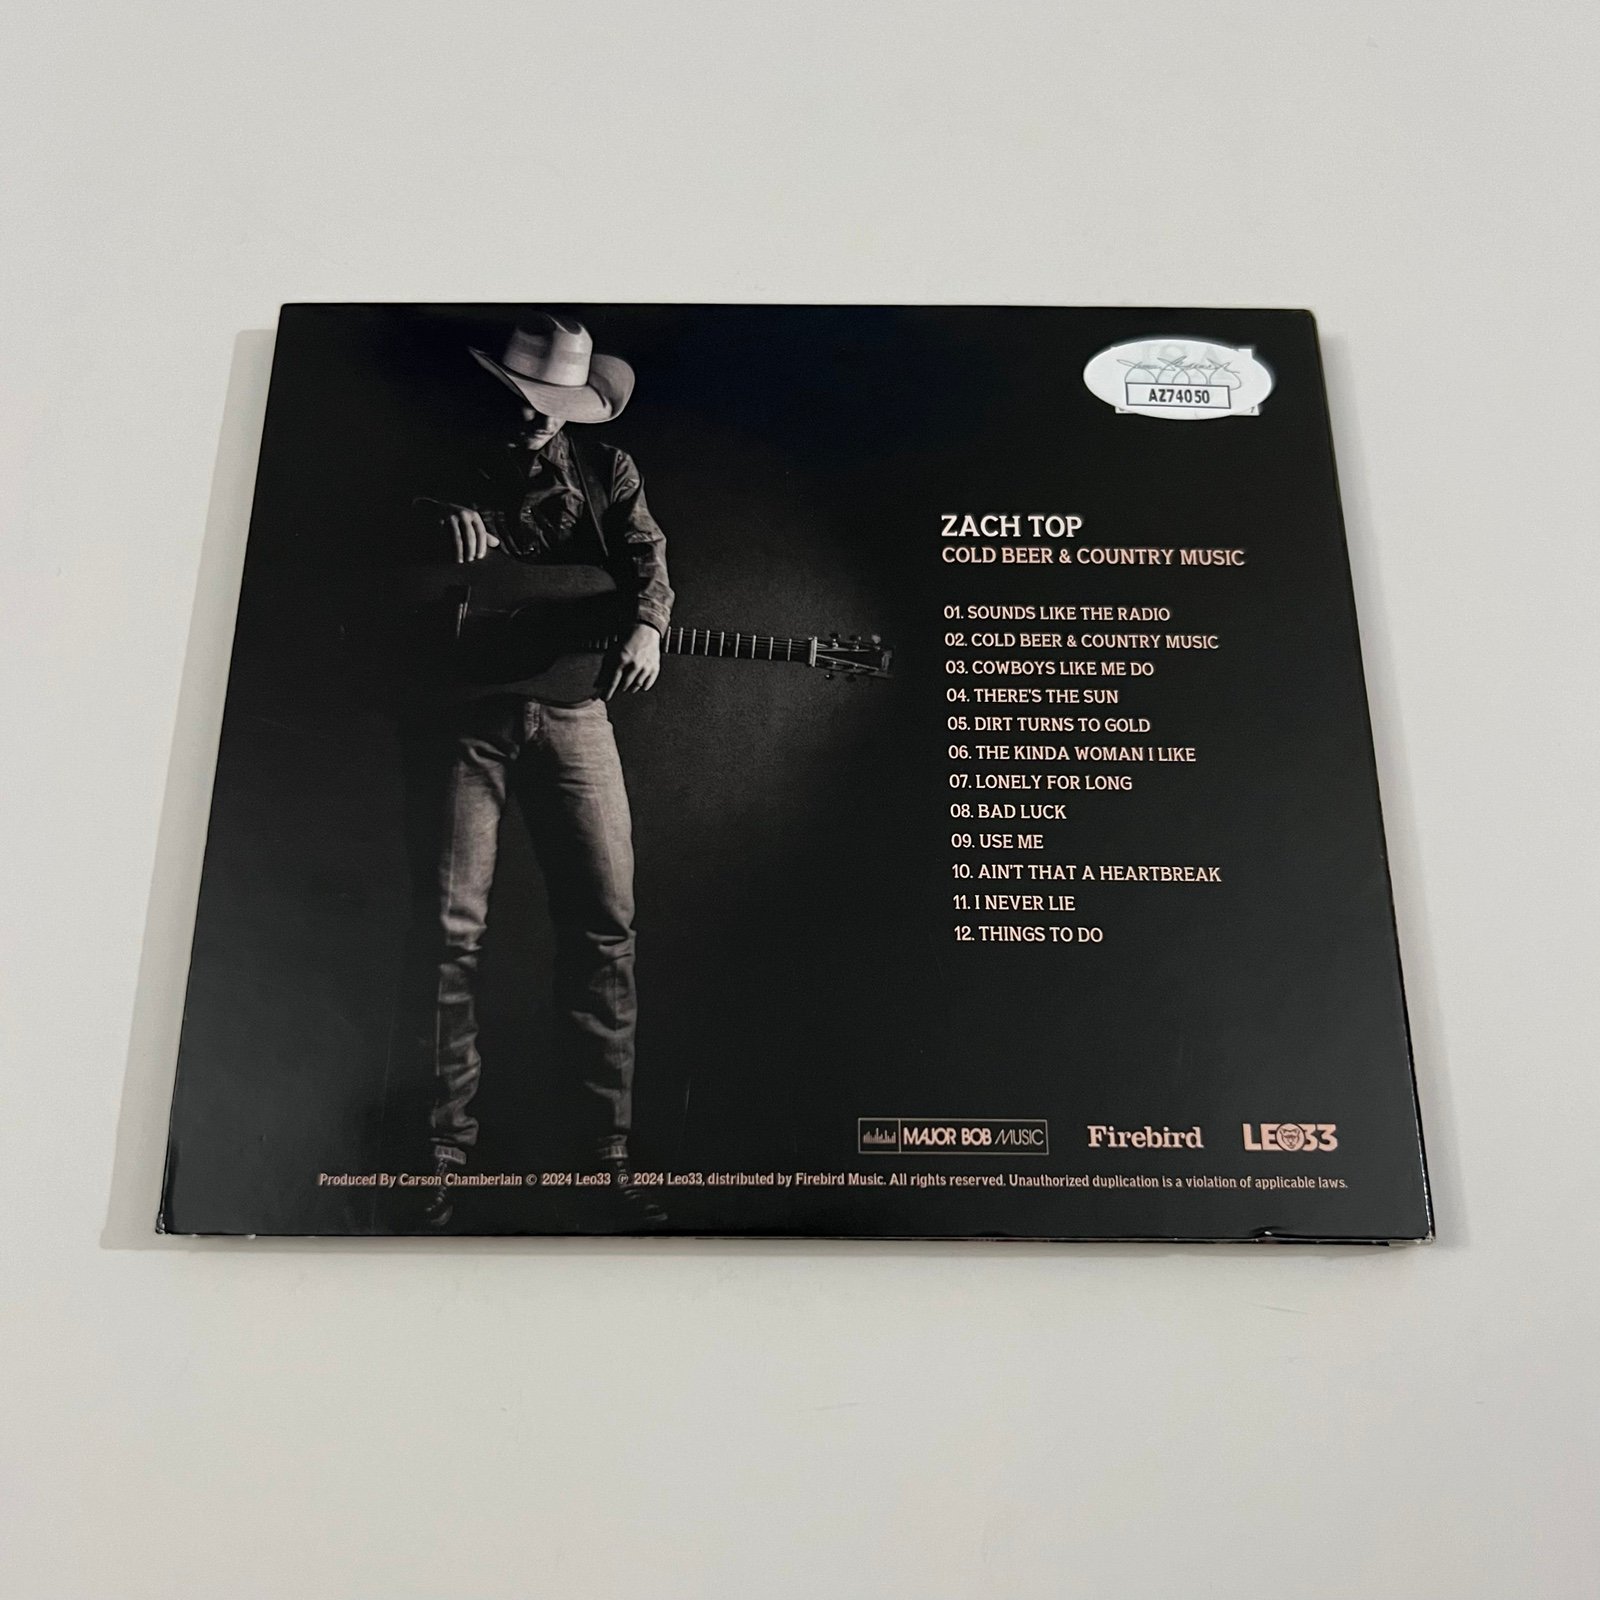 AZ74050
ZACH TOP
COLD BEER & COUNTRY MUSIC
01. SOUNDS LIKE THE RADIO
02. COLD BEER & COUNTRY MUSIC
03. COWBOYS LIKE ME DO
04. THERE'S THE SUN
05. DIRT TURNS TO GOLD
06. THE KINDA WOMAN I LIKE
07. LONELY FOR LONG
08. BAD LUCK
09. USE ME
10. AIN'T THAT A HEARTBREAK
11. I NEVER LIE
12. THINGS TO DO
MAJOR BOB MUSIC Firebird LEO33
Produced By Carson Chamberlain © 2024 Leo33 ℗ 2024 Leo33, distributed by Firebird Music. All rights reserved. Unauthorized duplication is a violation of applicable laws.